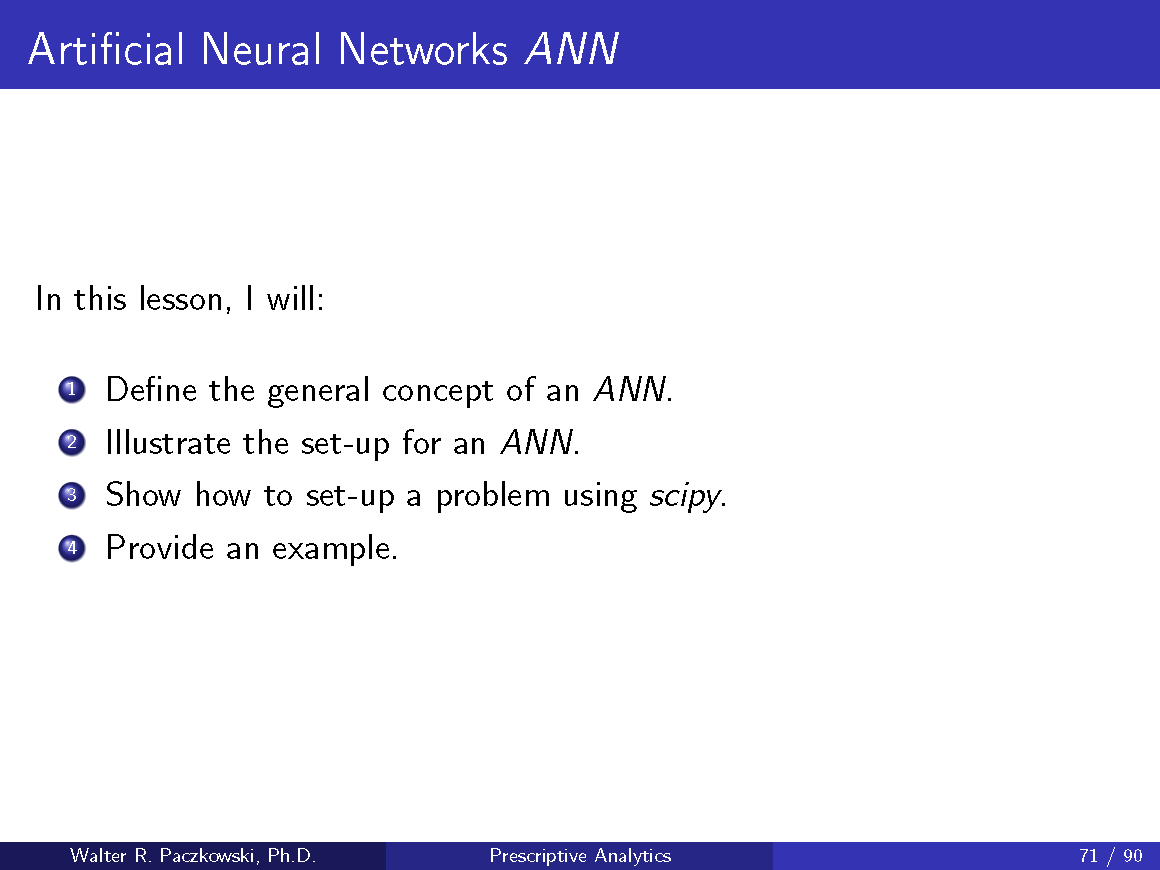 Artificial Neural Networks ANN
In this lesson, I will:
1 Define the general concept of an ANN.
2 Illustrate the set-up for an ANN.
3 Show how to set-up a problem using scipy.
4 Provide an example.
Walter R. Paczkowski, Ph.D. Prescriptive Analytics 71 / 90